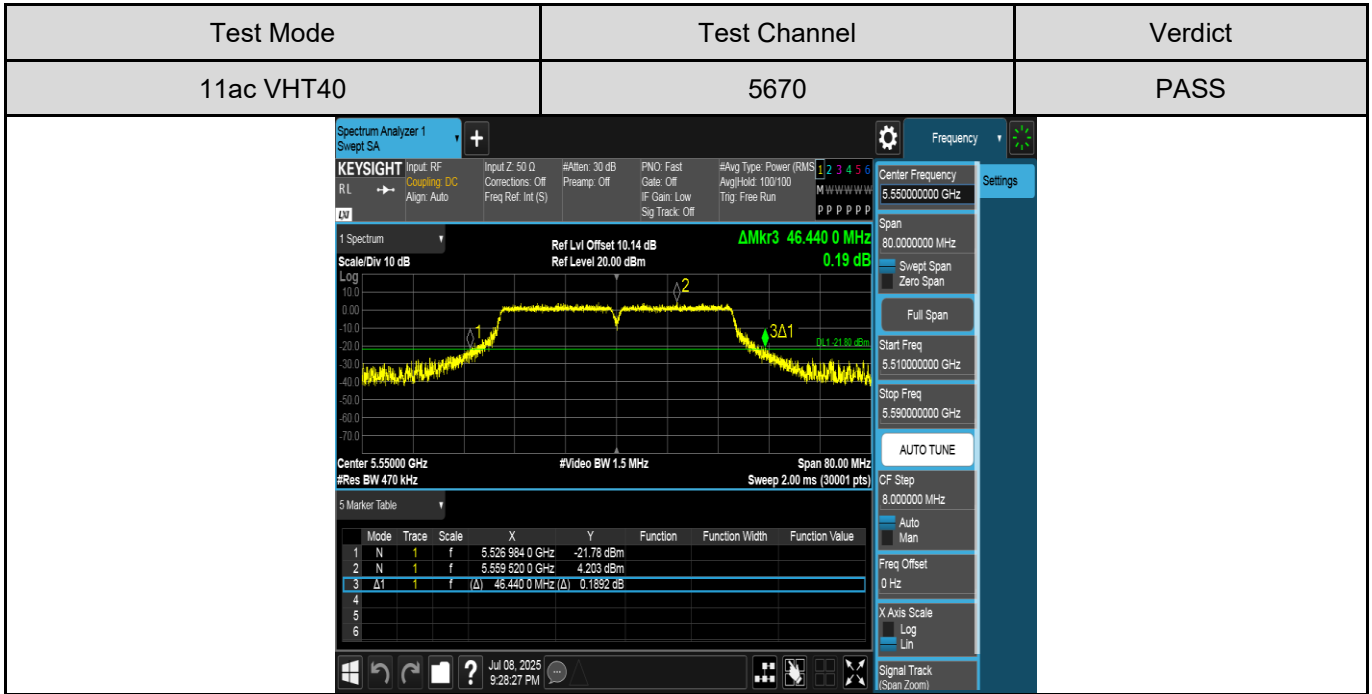 Test Mode Test Channel Verdict
11ac VHT40 5670 PASS
Spectrum Analyzer 1
Swept SA
+
Frequency
KEYSIGHT Input: RF Input Z: 50 Ω #Atten: 30 dB PNO: Fast #Avg Type: Power (RMS 1 2 3 4 5 6
RL Coupling: DC Corrections: Off Preamp: Off Gate: Off Avg|Hold: 100/100 M W W W W W
Align: Auto Freq Ref: Int (S) IF Gain: Low Trig: Free Run
LXI Sig Track: Off P P P P P P
1 Spectrum Ref Lvl Offset 10.14 dB ΔMkr3 46.440 0 MHz
Scale/Div 10 dB Ref Level 20.00 dBm 0.19 dB
Log
10.0
0.00
-10.0
-20.0
-30.0
-40.0
-50.0
-60.0
-70.0
1
2
3Δ1
DL1 -21.80 dBm
Center 5.55000 GHz #Video BW 1.5 MHz Span 80.00 MHz
#Res BW 470 kHz Sweep 2.00 ms (30001 pts)
5 Marker Table
Mode Trace Scale X Y Function Function Width Function Value
1 N 1 f 5.526 984 0 GHz -21.78 dBm
2 N 1 f 5.559 520 0 GHz 4.203 dBm
3 Δ1 1 f (Δ) 46.440 0 MHz (Δ) 0.1892 dB
4
5
6
Jul 08, 2025
9:28:27 PM
?
Center Frequency
5.550000000 GHz
Settings
Span
80.0000000 MHz
Swept Span
Zero Span
Full Span
Start Freq
5.510000000 GHz
Stop Freq
5.590000000 GHz
AUTO TUNE
CF Step
8.000000 MHz
Auto
Man
Freq Offset
0 Hz
X Axis Scale
Log
Lin
Signal Track
(Span Zoom)